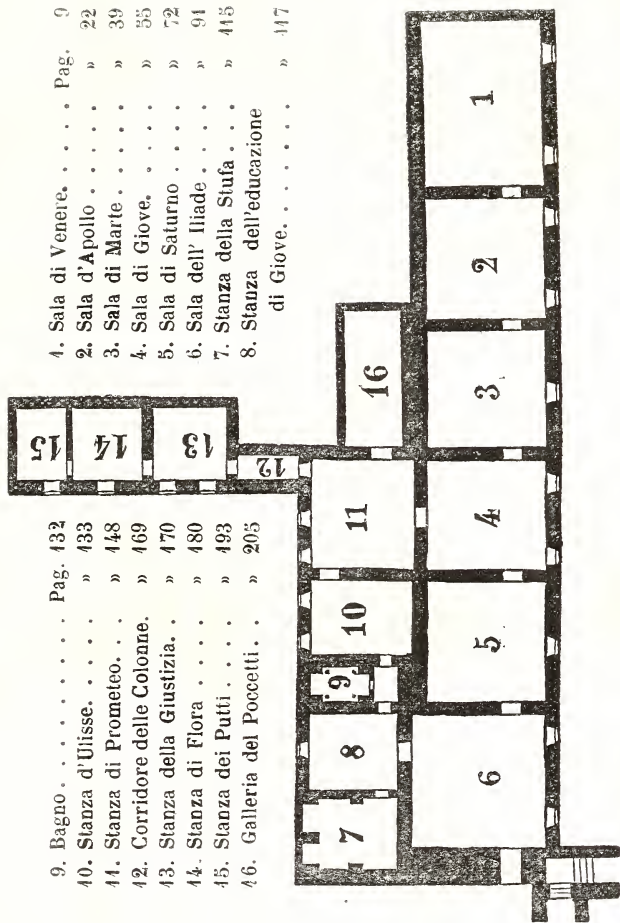 1. Sala di Venere. . . . . Pag. 9
2. Sala d'Apollo . . . . . » 22
3. Sala di Marte . . . . . » 39
4. Sala di Giove. . . . . » 55
5. Sala di Saturno . . . . » 72
6. Sala dell' Iliade . . . . » 91
7. Stanza della Stufa . . . » 115
8. Stanza dell'educazione
di Giove. . . . . . . . » 117
9. Bagno . . . . . . . . . . Pag. 132
10. Stanza d'Ulisse. . . . . » 133
11. Stanza di Prometeo. . . » 148
12. Corridore delle Colonne. » 169
13. Stanza della Giustizia. . » 170
14. Stanza di Flora . . . . » 180
15. Stanza dei Putti . . . . » 193
16. Galleria del Poccetti . . » 205
15
14
13
12
16
11
10
9
8
7
1
2
3
4
5
6